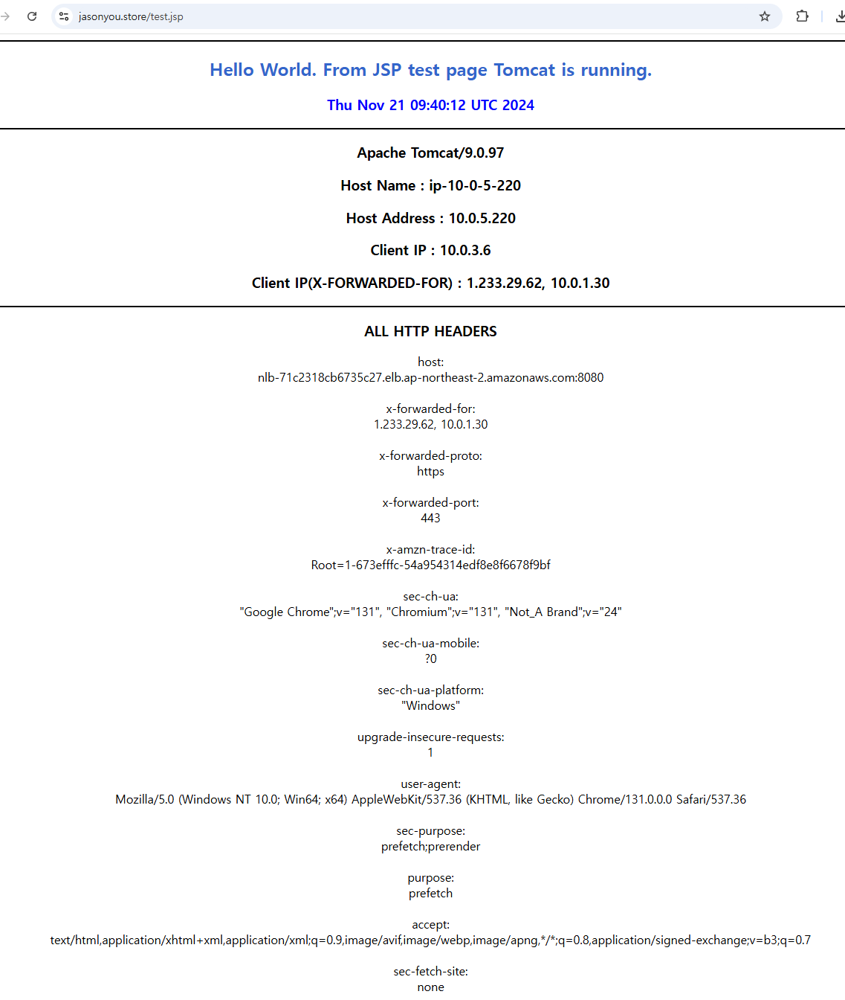 jasonyou.store/test.jsp
Hello World. From JSP test page Tomcat is running.
Thu Nov 21 09:40:12 UTC 2024
Apache Tomcat/9.0.97
Host Name : ip-10-0-5-220
Host Address : 10.0.5.220
Client IP : 10.0.3.6
Client IP(X-FORWARDED-FOR) : 1.233.29.62, 10.0.1.30
ALL HTTP HEADERS
host:
nlb-71c2318cb6735c27.elb.ap-northeast-2.amazonaws.com:8080
x-forwarded-for:
1.233.29.62, 10.0.1.30
x-forwarded-proto:
https
x-forwarded-port:
443
x-amzn-trace-id:
Root=1-673efffc-54a954314edf8e8f6678f9bf
sec-ch-ua:
"Google Chrome";v="131", "Chromium";v="131", "Not_A Brand";v="24"
sec-ch-ua-mobile:
?0
sec-ch-ua-platform:
"Windows"
upgrade-insecure-requests:
1
user-agent:
Mozilla/5.0 (Windows NT 10.0; Win64; x64) AppleWebKit/537.36 (KHTML, like Gecko) Chrome/131.0.0.0 Safari/537.36
sec-purpose:
prefetch;prerender
purpose:
prefetch
accept:
text/html,application/xhtml+xml,application/xml;q=0.9,image/avif,image/webp,image/apng,*/*;q=0.8,application/signed-exchange;v=b3;q=0.7
sec-fetch-site:
none